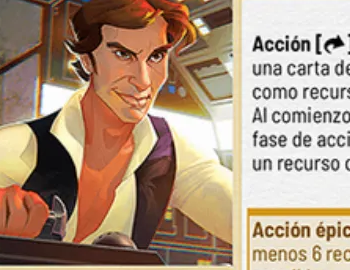 Acción [
una carta de
como recurs
Al comienzo
fase de acci
un recurso
Acción épic
menos 6 rec